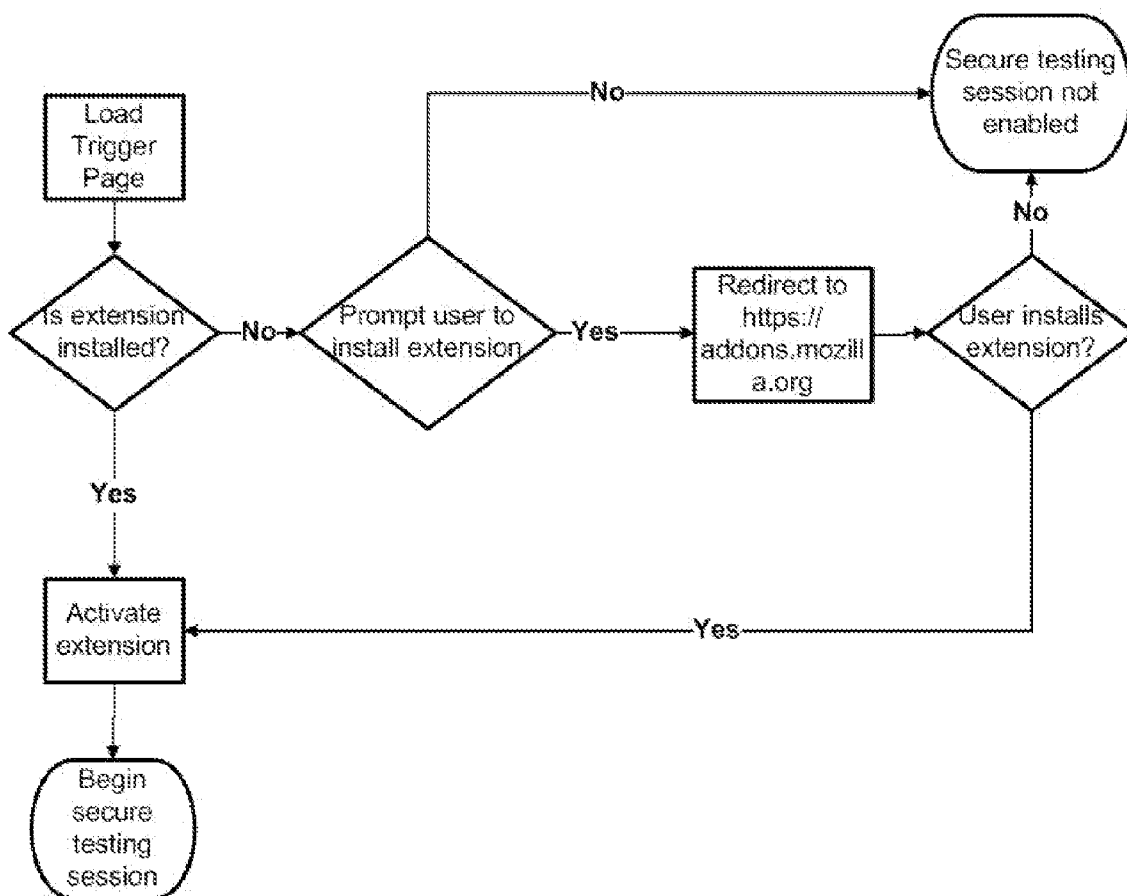 Load
Trigger
Page
No
Secure testing
session not
enabled
No
Is extension
installed?
No
Prompt user to
install extension
Yes
Redirect to
https://
addons.mozill
a.org
User installs
extension?
Yes
Activate
extension
Yes
Begin
secure
testing
session